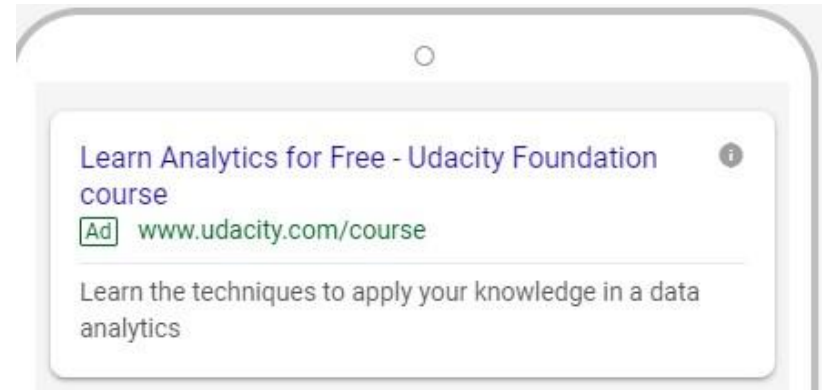 Learn Analytics for Free - Udacity Foundation
course
Ad www.udacity.com/course
Learn the techniques to apply your knowledge in a data
analytics